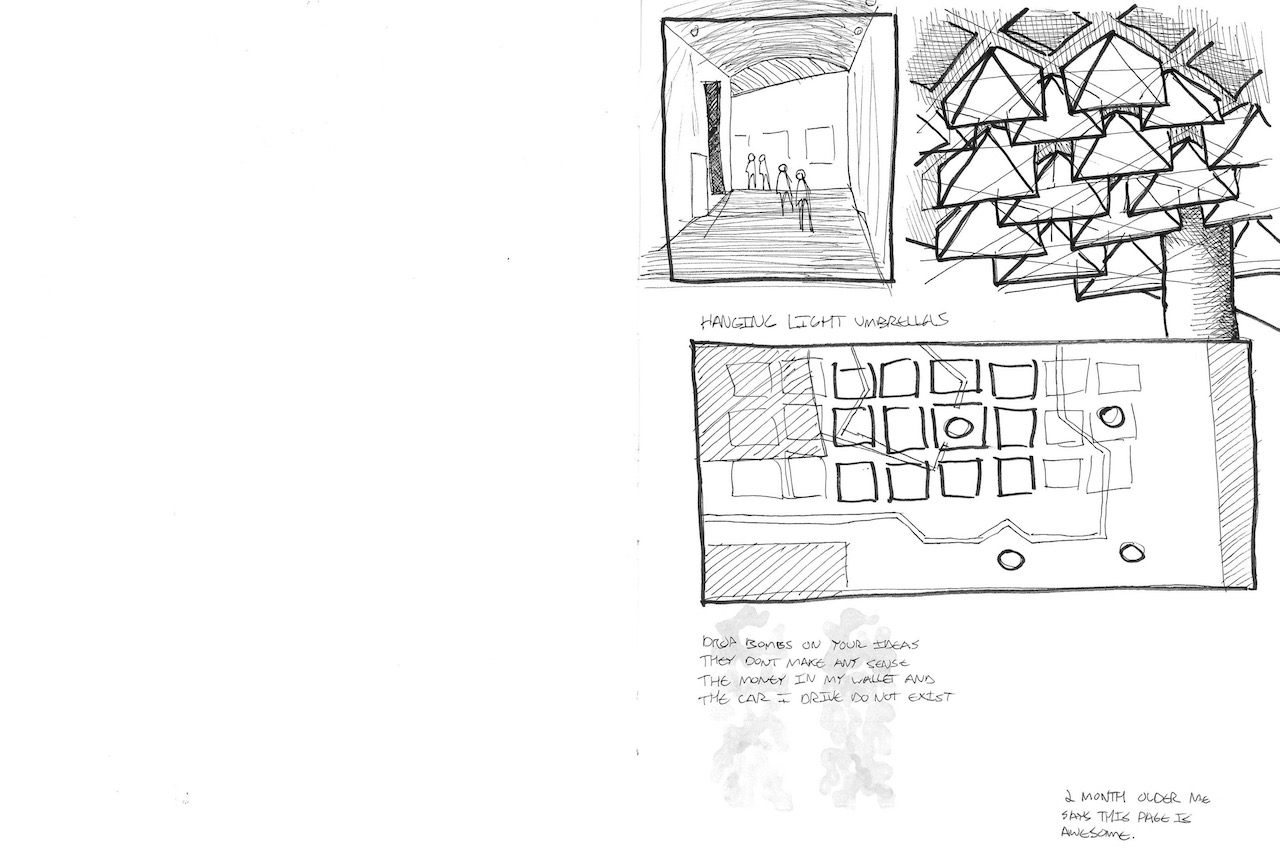 HANGING LIGHT UMBRELLAS
DROP BOMBS ON YOUR IDEAS
THEY DONT MAKE ANY SENSE
THE MONEY IN MY WALLET AND
THE CAR I DRIVE DO NOT EXIST
2 MONTH OLDER ME
SAYS THIS PAGE IS
AWESOME.